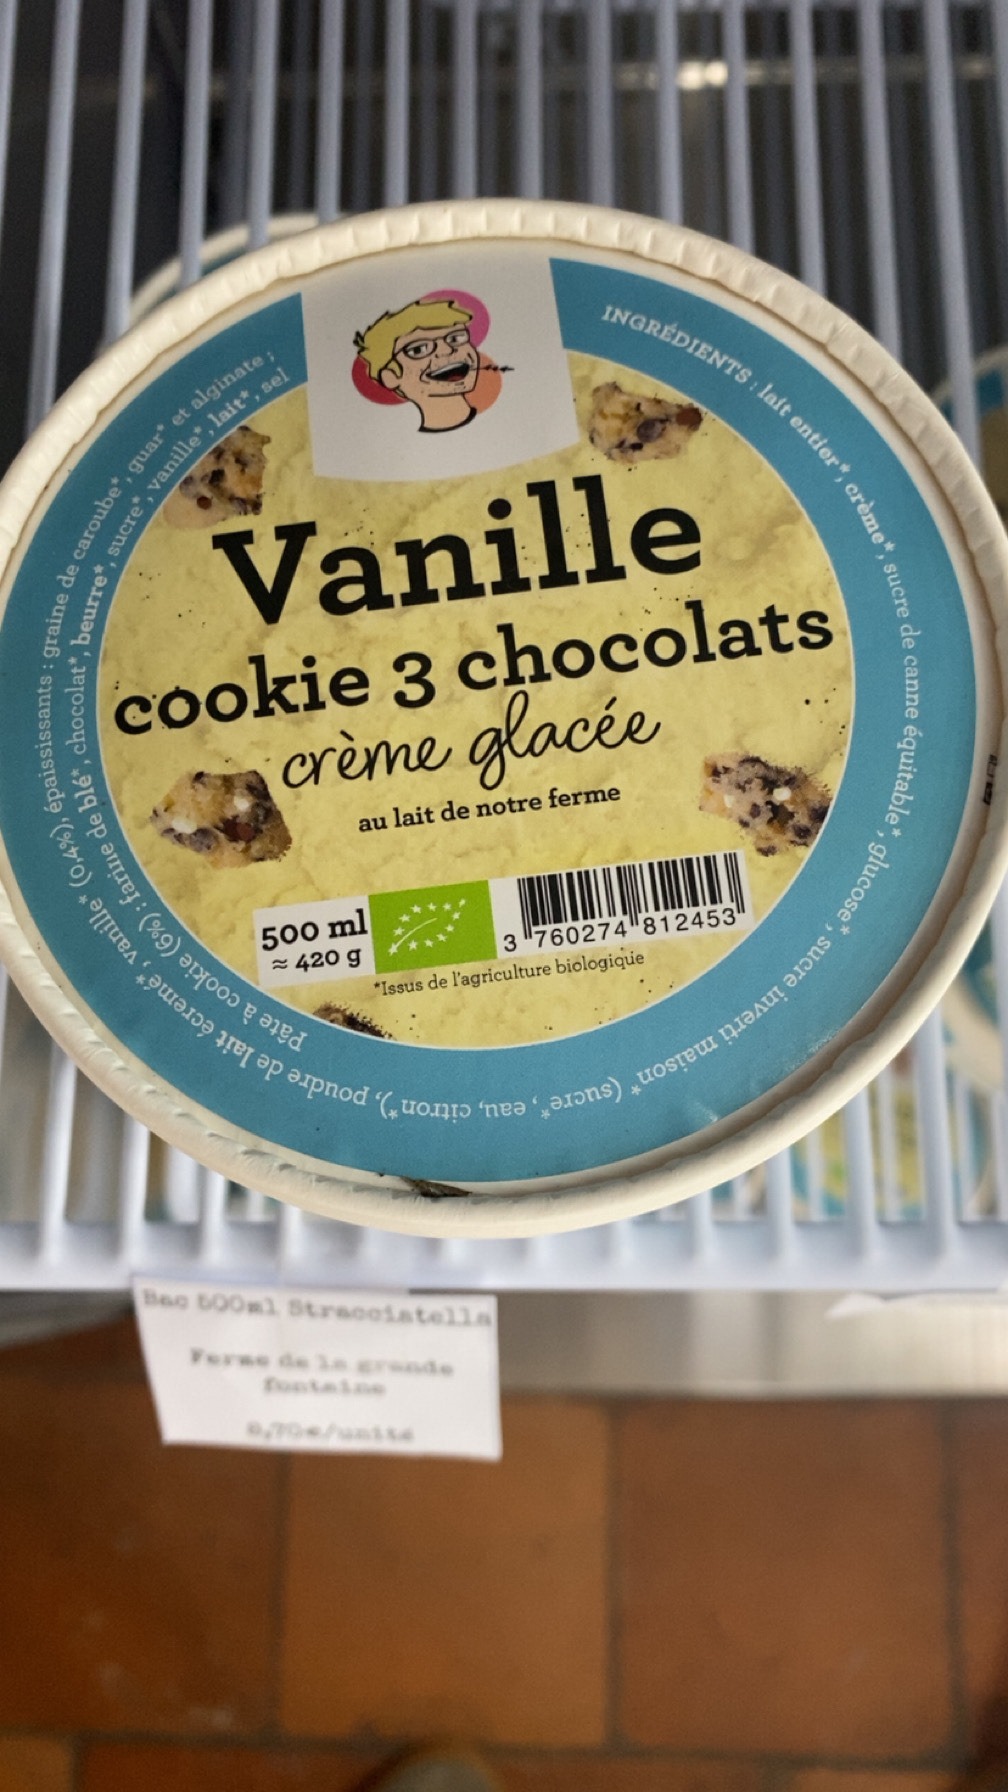 Vanille
cookie 3 chocolats
crème glacée
au lait de notre ferme
500 ml
≈ 420 g
3 760274 812453
*Issus de l'agriculture biologique
INGRÉDIENTS : lait entier*, crème*, sucre de canne équitable*, glucose*, sucre inverti maison* (sucre*, eau, citron*), poudre de lait écrémé*, vanille* (0,4%), épaississants : graine de caroube*, guar* et alginate ;
Pâte à cookie (6%) : farine de blé*, chocolat*, beurre*, sucre*, vanille*, lait*, sel
Bac 500ml Stracciatella
Ferme de la grande
fontaine
,70€/unité